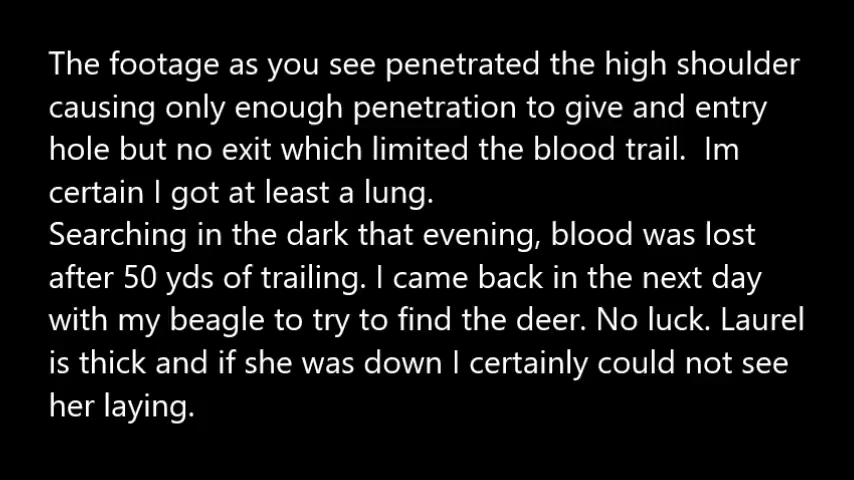 The footage as you see penetrated the high shoulder
causing only enough penetration to give and entry
hole but no exit which limited the blood trail.  Im
certain I got at least a lung.
Searching in the dark that evening, blood was lost
after 50 yds of trailing. I came back in the next day
with my beagle to try to find the deer. No luck. Laurel
is thick and if she was down I certainly could not see
her laying.